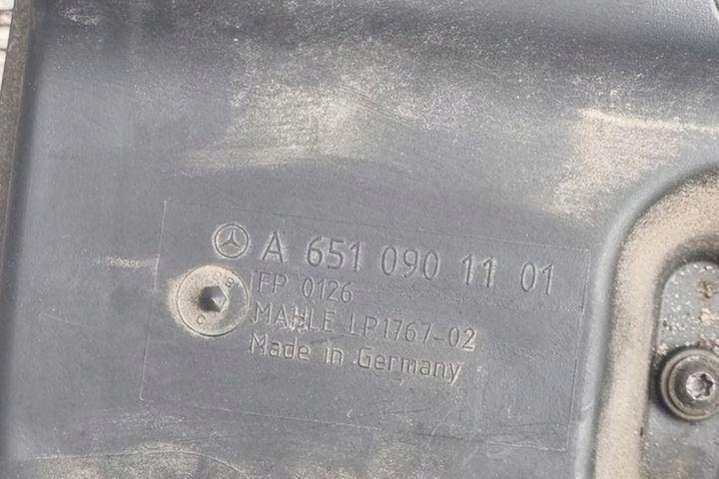 A 651 090 11 01
FP 0126
MAHLE LP1767-02
Made in Germany